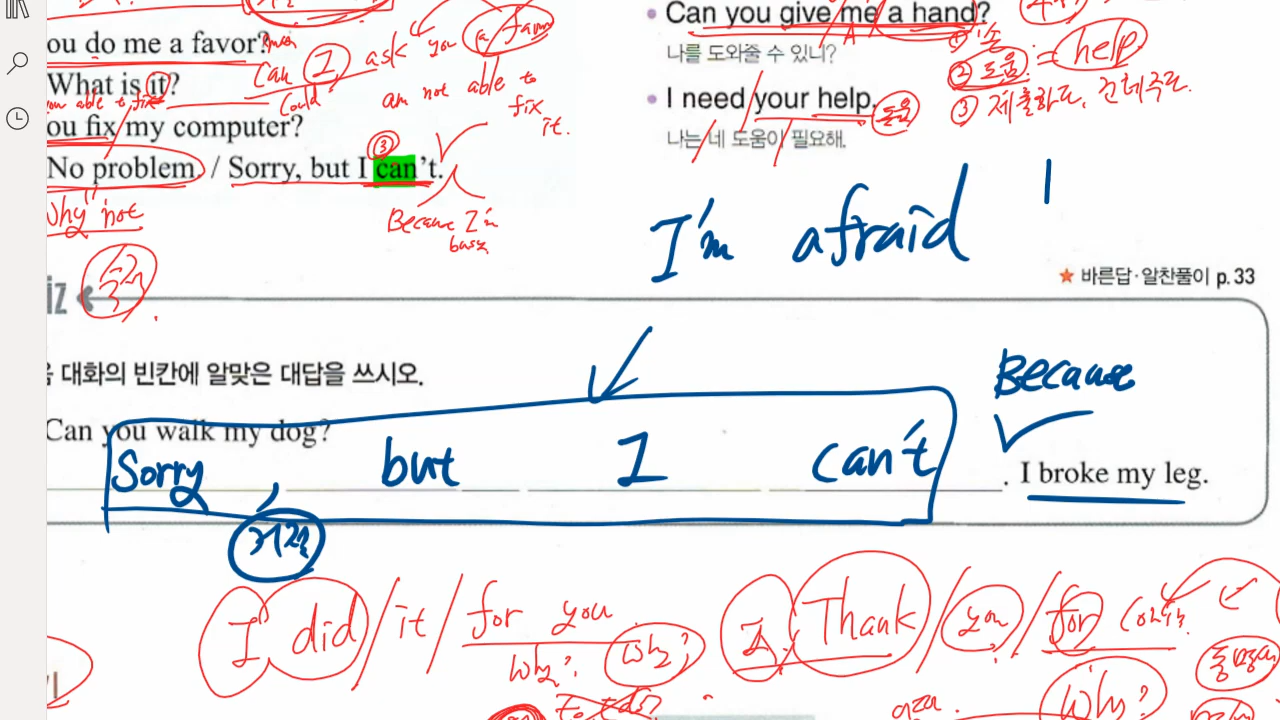 Can you give me a hand?
① 손
나를 도와줄 수 있니?
② 도움 = help
③ 제출하다, 건네주다.
I need your help.
도움
나는 네 도움이 필요해.
ou do me a favor?
Can I ask you a favor
Could
What is it?
am not able to fix it.
ou fix my computer?
③
No problem. / Sorry, but I can't.
Why not
Because I'm busy
I'm afraid I
수락
★ 바른답·알찬풀이 p. 33
iz
대화의 빈칸에 알맞은 대답을 쓰시오.
Because
Can you walk my dog?
Sorry, but I can't. I broke my leg.
거절
I did / it / for you
Why? Why?
I Thank / you / for
Why?